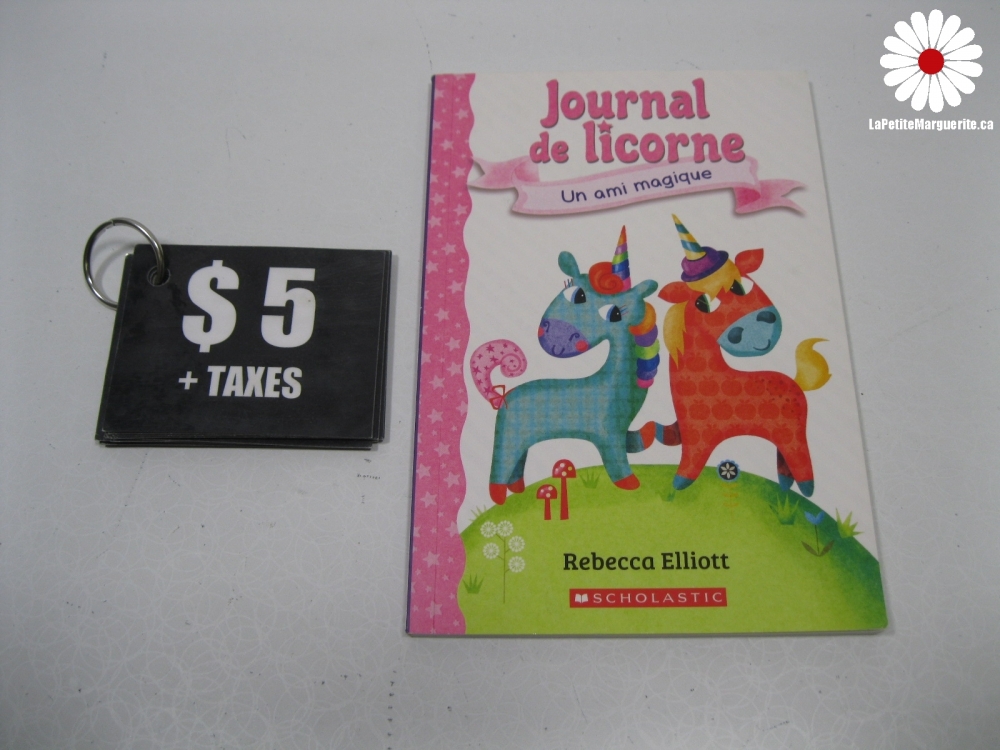 LaPetiteMarguerite.ca
$ 5
+ TAXES
Journal
de licorne
Un ami magique
Rebecca Elliott
SCHOLASTIC